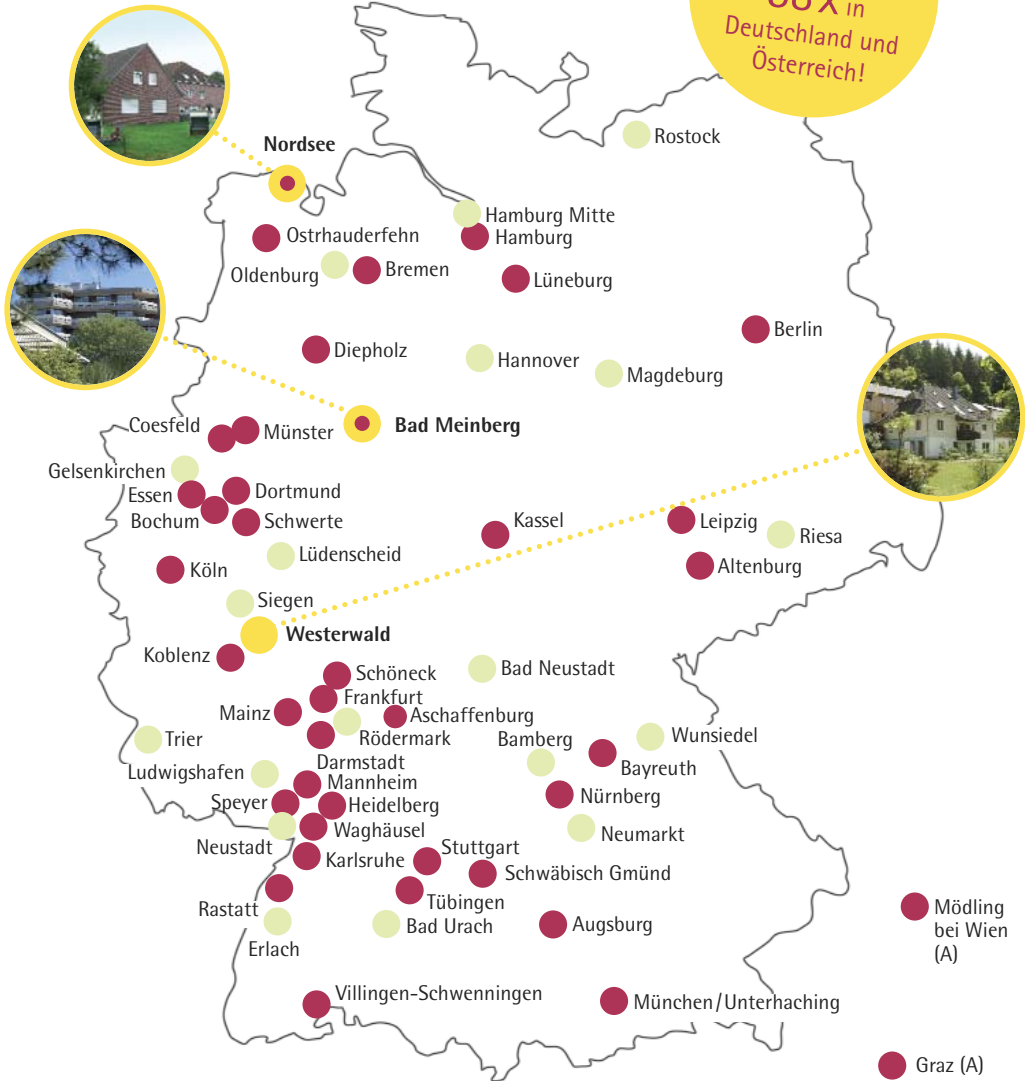 in
Deutschland und
Österreich!
Rostock
Nordsee
Hamburg Mitte
Ostrhauderfehn
Hamburg
Oldenburg
Bremen
Lüneburg
Berlin
Diepholz
Hannover
Magdeburg
Coesfeld
Münster
Bad Meinberg
Gelsenkirchen
Essen
Dortmund
Bochum
Schwerte
Kassel
Leipzig
Riesa
Lüdenscheid
Köln
Altenburg
Siegen
Westerwald
Koblenz
Schöneck
Bad Neustadt
Frankfurt
Mainz
Aschaffenburg
Trier
Rödermark
Bamberg
Wunsiedel
Darmstadt
Bayreuth
Ludwigshafen
Mannheim
Speyer
Heidelberg
Nürnberg
Waghäusel
Neumarkt
Neustadt
Karlsruhe
Stuttgart
Schwäbisch Gmünd
Rastatt
Tübingen
Erlach
Bad Urach
Augsburg
Mödling
bei Wien
(A)
Villingen-Schwenningen
München/Unterhaching
Graz (A)